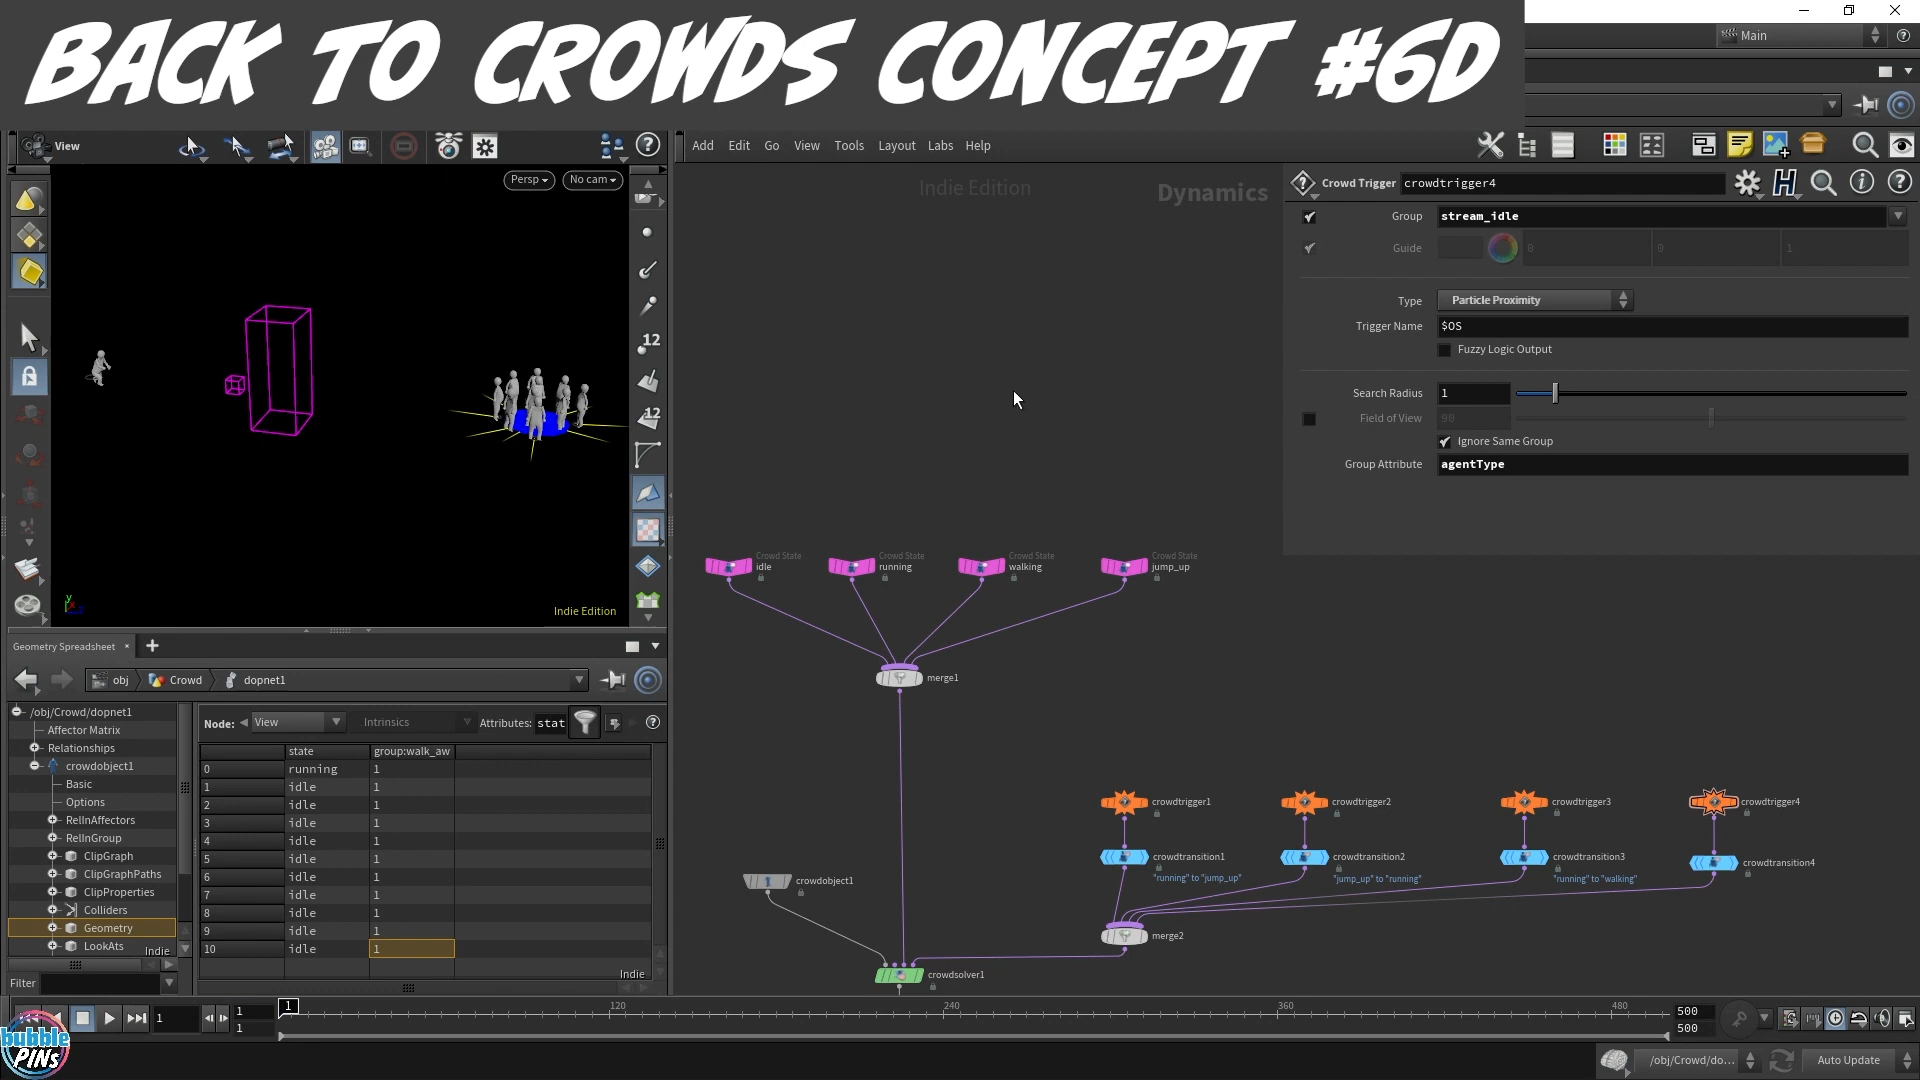 BACK TO CROWDS CONCEPT #6D
Main
View
Add Edit Go View Tools Layout Labs Help
Persp No cam
12
12
y
x
Indie Edition
Indie Edition
Dynamics
Crowd Trigger crowdtrigger4
Group stream_idle
Guide 0 0 1
Type Particle Proximity
Trigger Name $OS
Fuzzy Logic Output
Search Radius 1
Field of View 90
Ignore Same Group
Group Attribute agentType
Crowd State
idle
Crowd State
running
Crowd State
walking
Crowd State
jump_up
merge1
crowdtrigger1
crowdtrigger2
crowdtrigger3
crowdtrigger4
crowdtransition1
"running" to "jump_up"
crowdtransition2
"jump_up" to "running"
crowdtransition3
"running" to "walking"
crowdtransition4
crowdobject1
merge2
crowdsolver1
Geometry Spreadsheet × +
obj Crowd dopnet1
/obj/Crowd/dopnet1
Affector Matrix
Relationships
crowdobject1
Basic
Options
RelInAffectors
RelInGroup
ClipGraph
ClipGraphPaths
ClipProperties
Colliders
Geometry
LookAts
Indie
Filter
Node: View Intrinsics Attributes: stat
state group:walk_aw
0 running 1
1 idle 1
2 idle 1
3 idle 1
4 idle 1
5 idle 1
6 idle 1
7 idle 1
8 idle 1
9 idle 1
10 idle 1
Indie
1
1
1
1 120 240 360 480
500
500
bubble
PINs
/obj/Crowd/do...
Auto Update